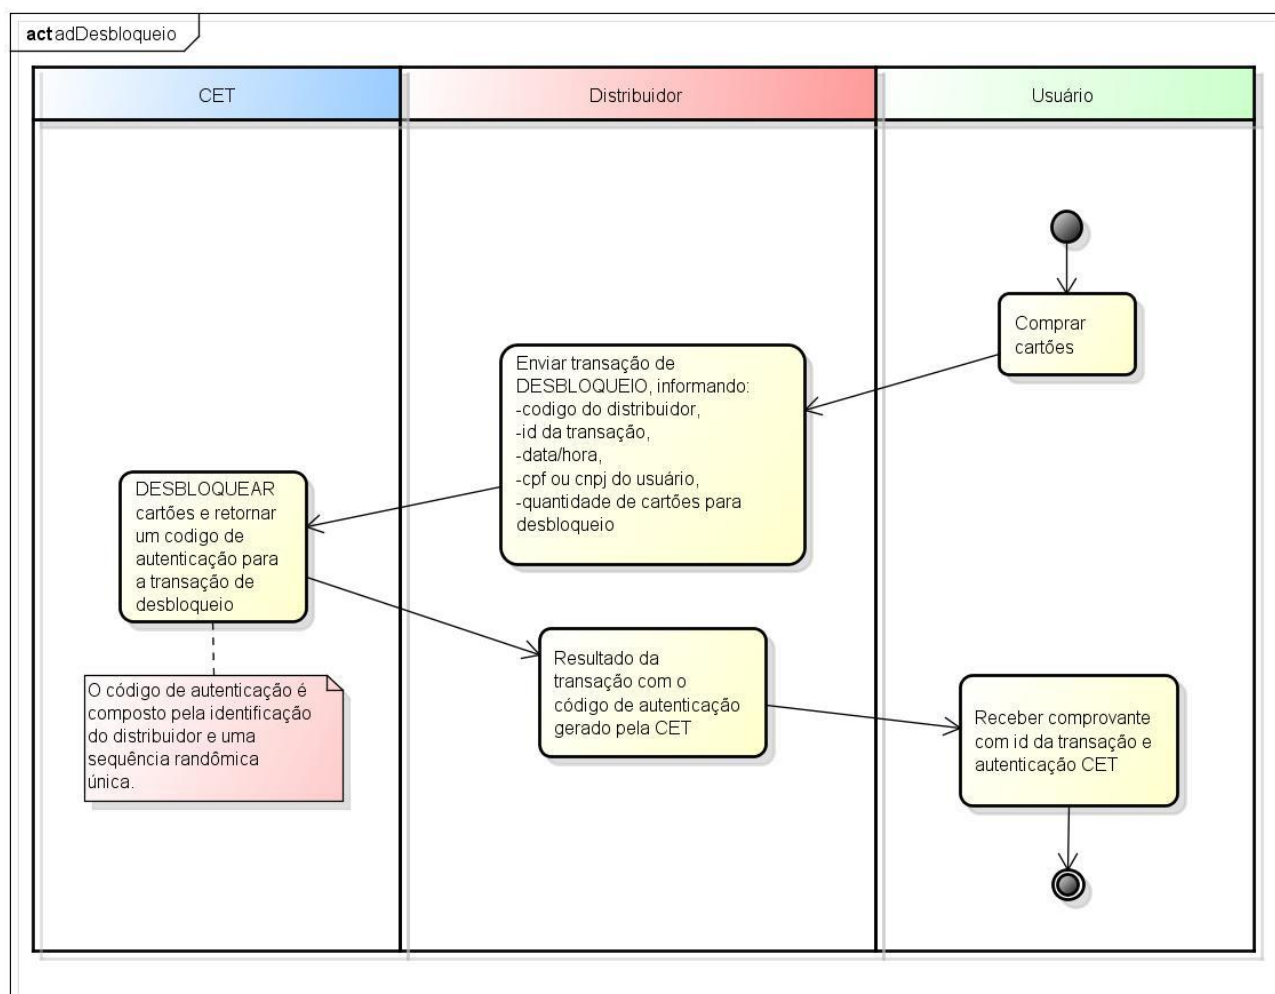 act adDesbloqueio
CET
Distribuidor
Usuário
Comprar
cartões
Enviar transação de
DESBLOQUEIO, informando:
-codigo do distribuidor,
-id da transação,
-data/hora,
-cpf ou cnpj do usuário,
-quantidade de cartões para
desbloqueio
DESBLOQUEAR
cartões e retornar
um codigo de
autenticação para
a transação de
desbloqueio
O código de autenticação é
composto pela identificação
do distribuidor e uma
sequência randômica
única.
Resultado da
transação com o
código de autenticação
gerado pela CET
Receber comprovante
com id da transação e
autenticação CET